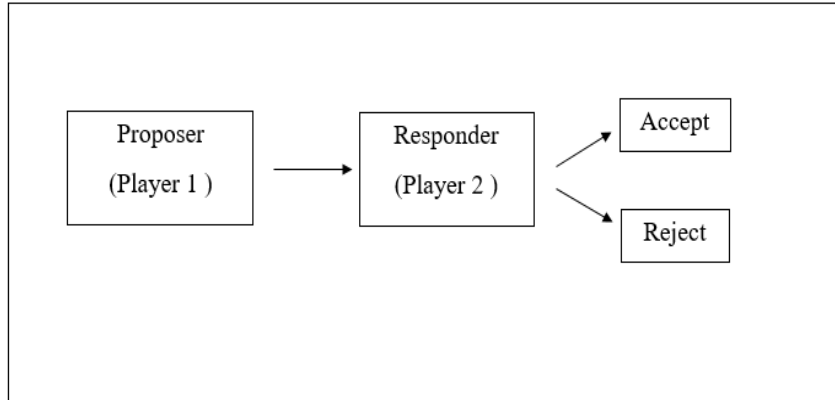 Proposer
(Player 1 )
Responder
(Player 2 )
Accept
Reject